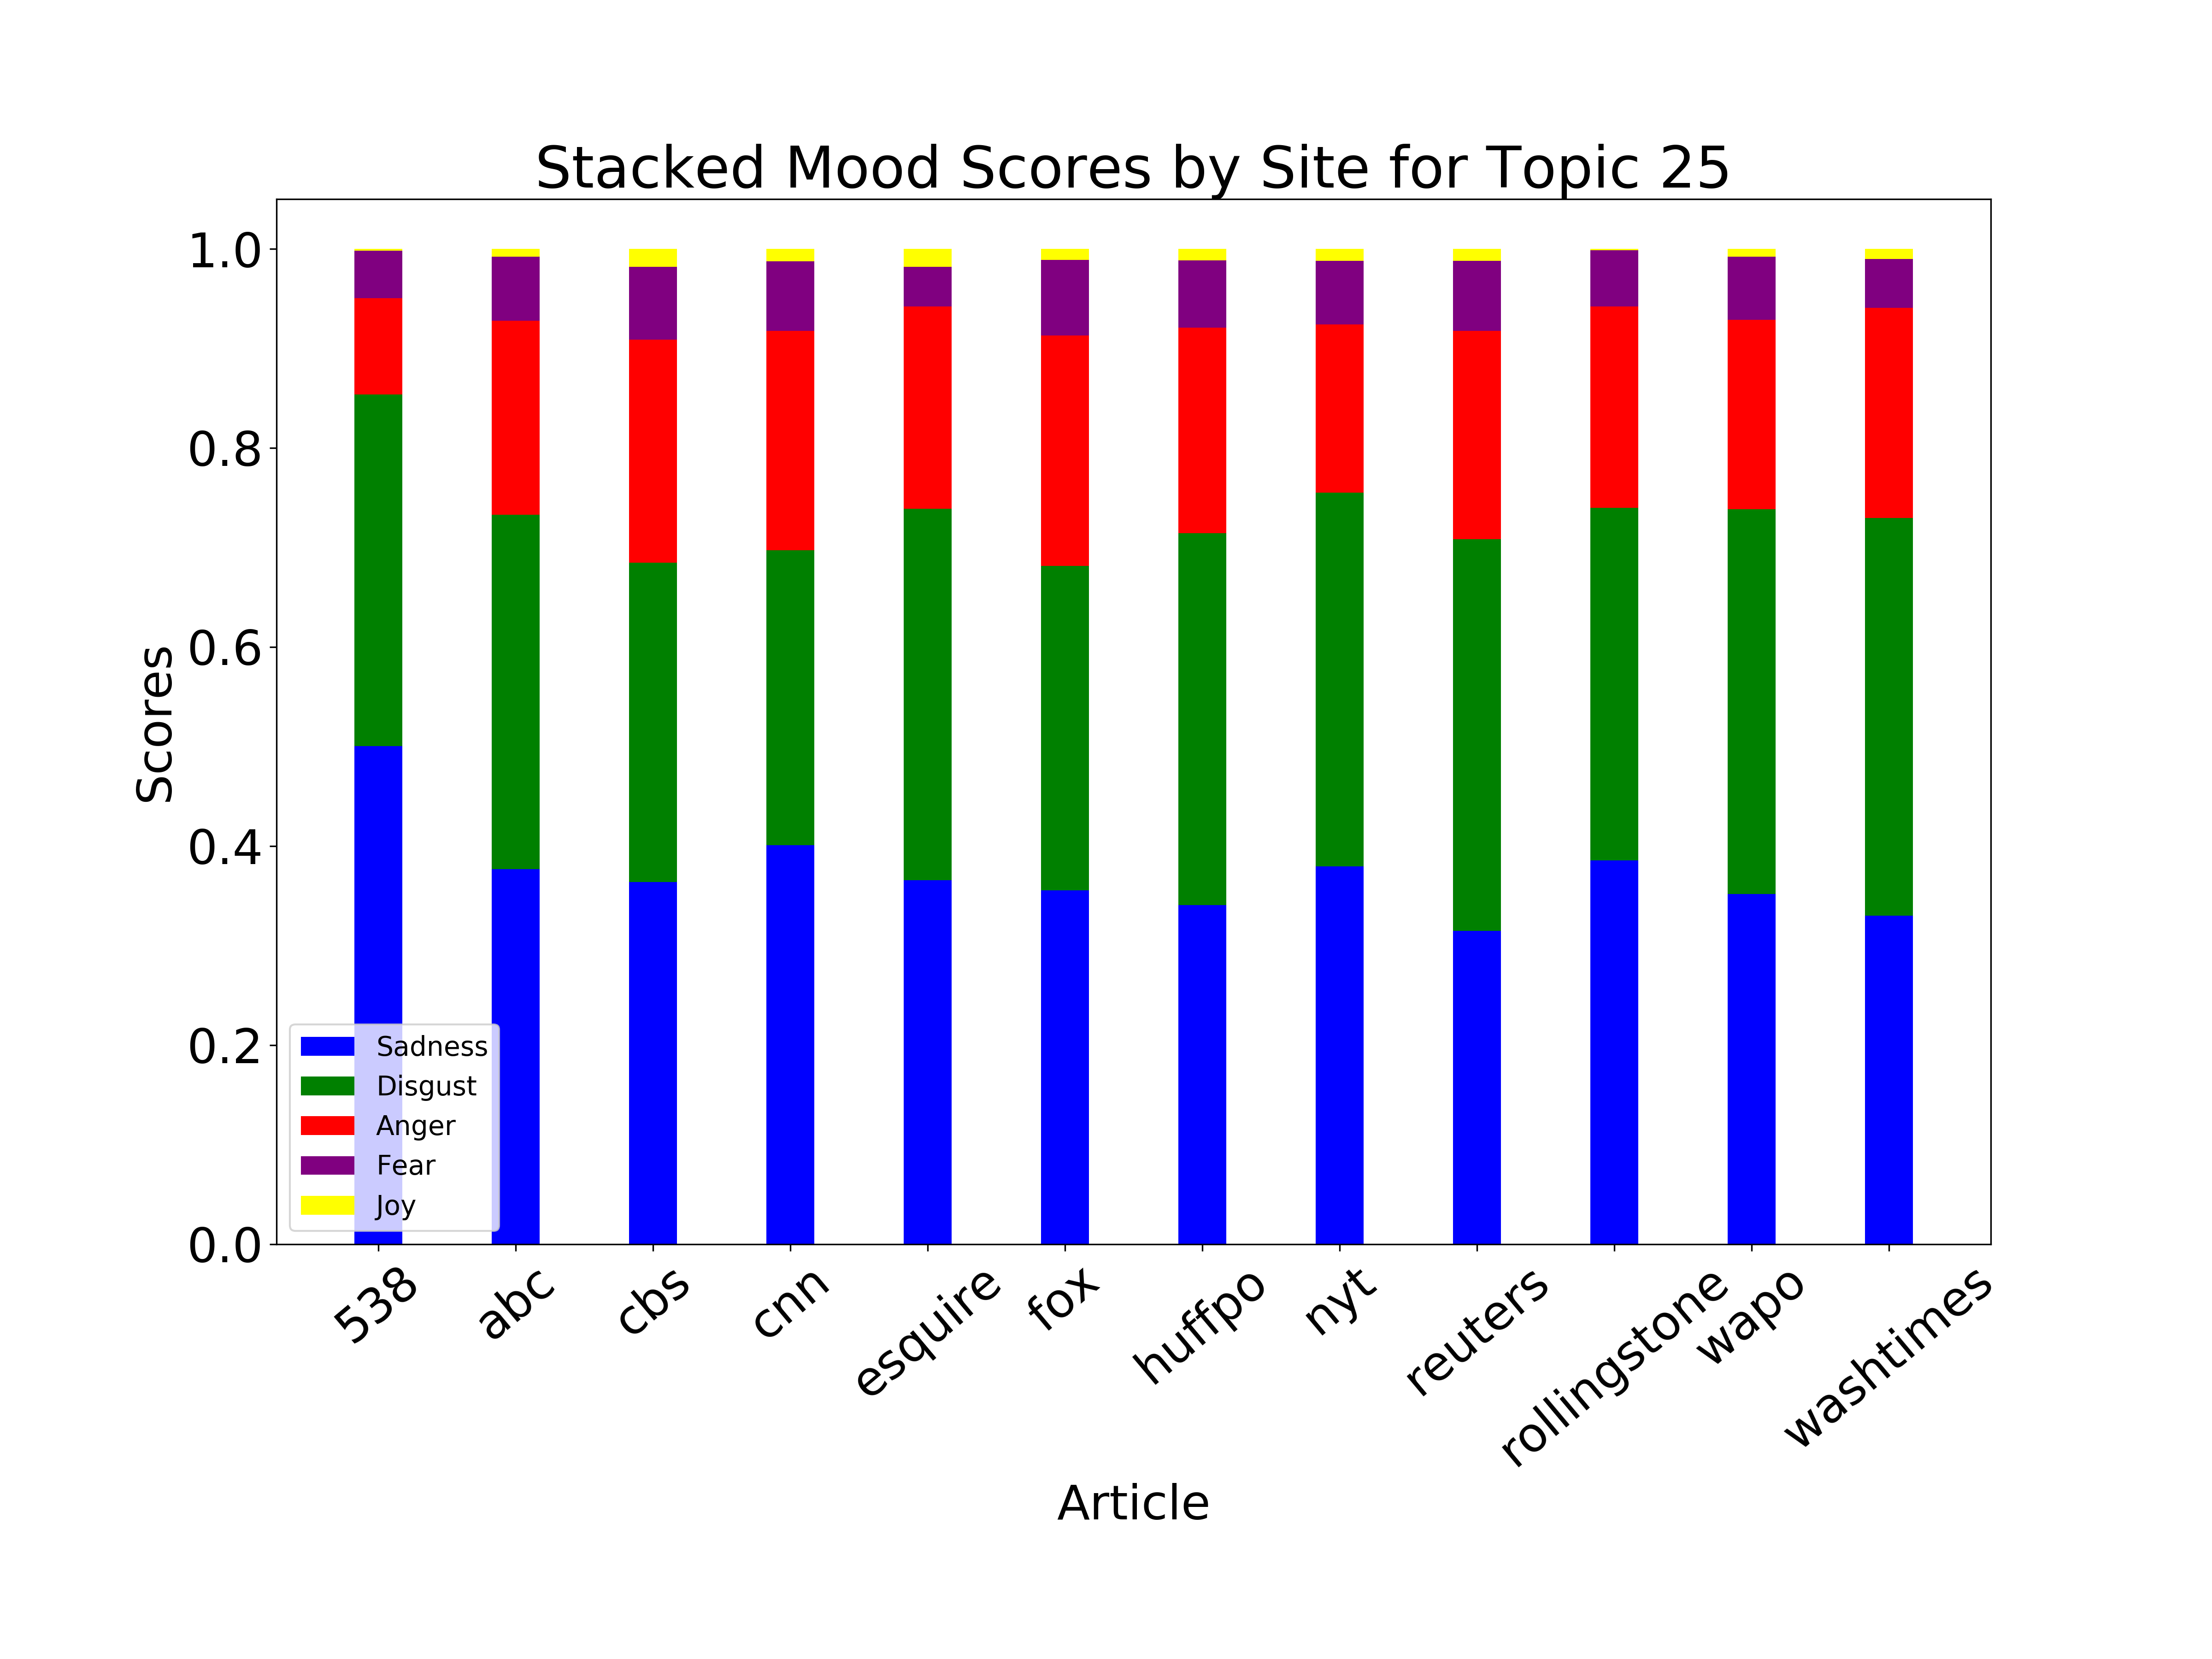 Stacked Mood Scores by Site for Topic 25
1.0
0.8
0.6
0.4
0.2
0.0
Scores
Sadness
Disgust
Anger
Fear
Joy
538
abc
cbs
cnn
esquire
fox
huffpo
nyt
reuters
rollingstone
wapo
washtimes
Article